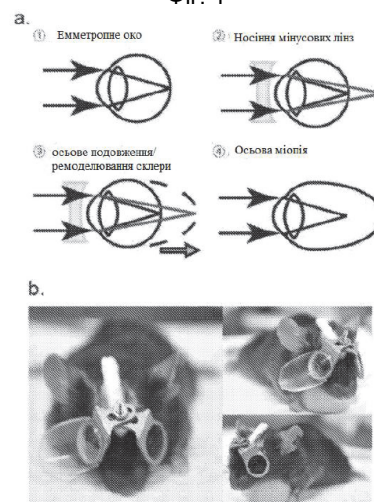 a.
① Емметропне око
② Носіння мінусових лінз
③ осьове подовження/
ремоделювання склери
④ Осьова міопія
b.